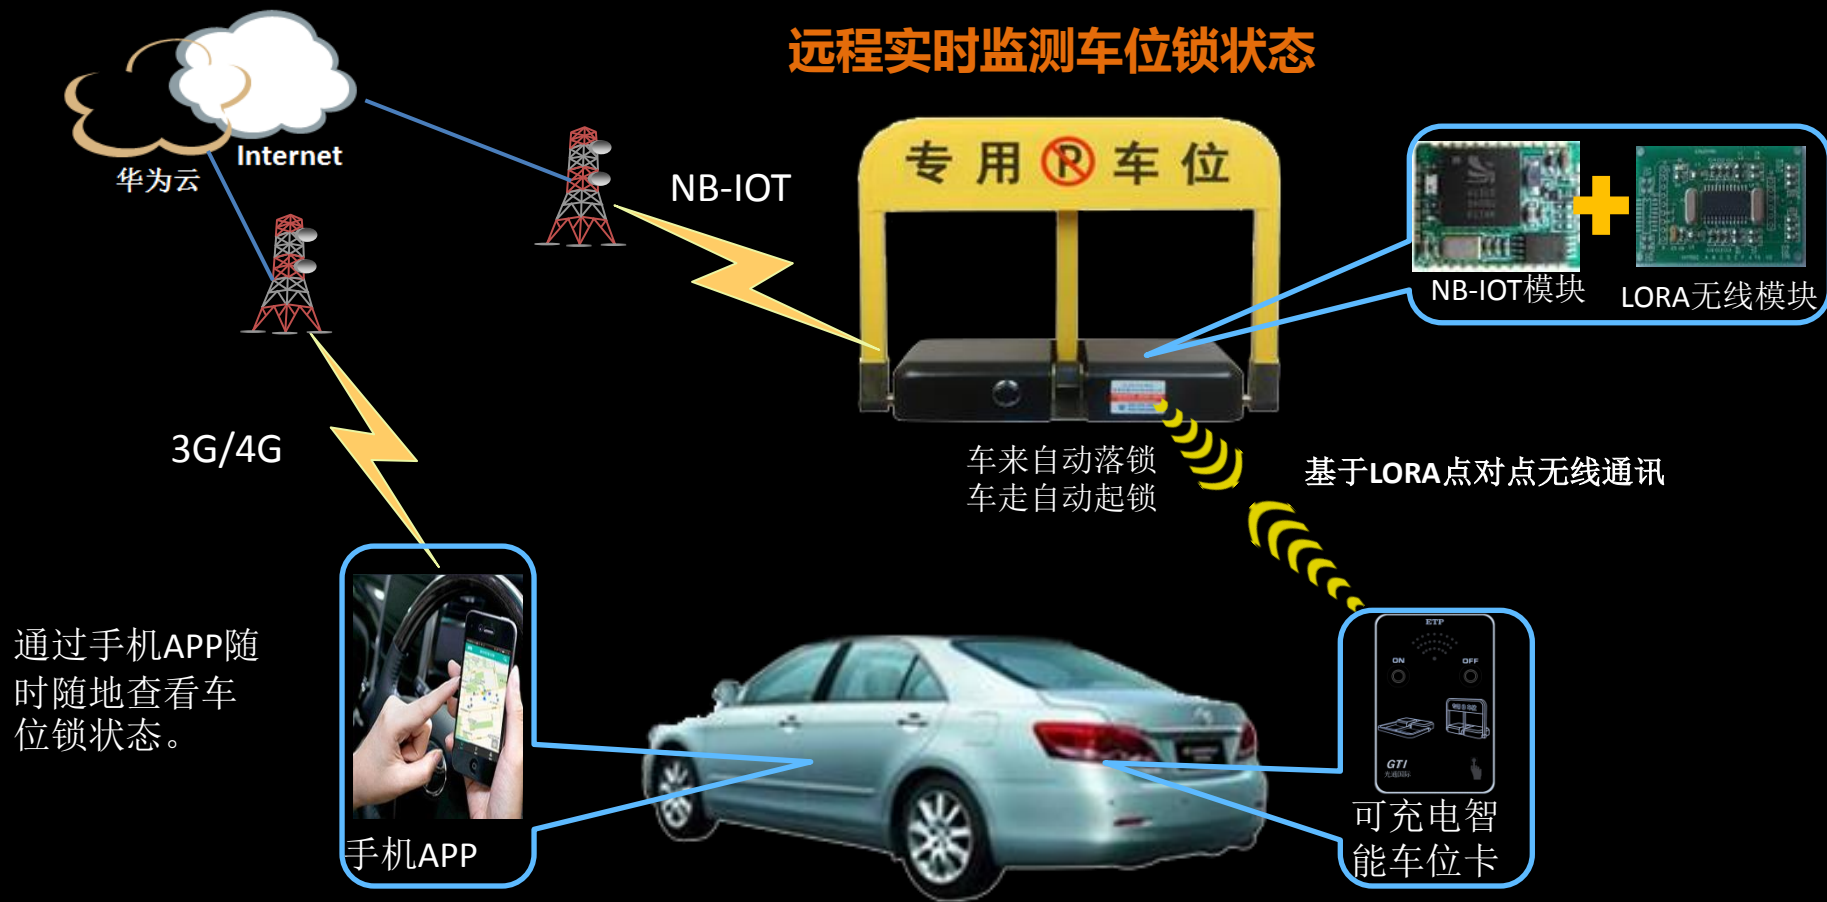 远程实时监测车位锁状态
Internet
华为云
NB-IOT
专用P车位
NB-IOT模块
LORA无线模块
3G/4G
车来自动落锁
车走自动起锁
基于LORA点对点无线通讯
通过手机APP随
时随地查看车
位锁状态。
手机APP
ETP
ON
OFF
GTI
光通国际
可充电智
能车位卡